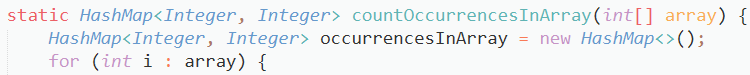 static HashMap<Integer, Integer> countOccurrencesInArray(int[] array) {
    HashMap<Integer, Integer> occurrencesInArray = new HashMap<>();
    for (int i : array) {